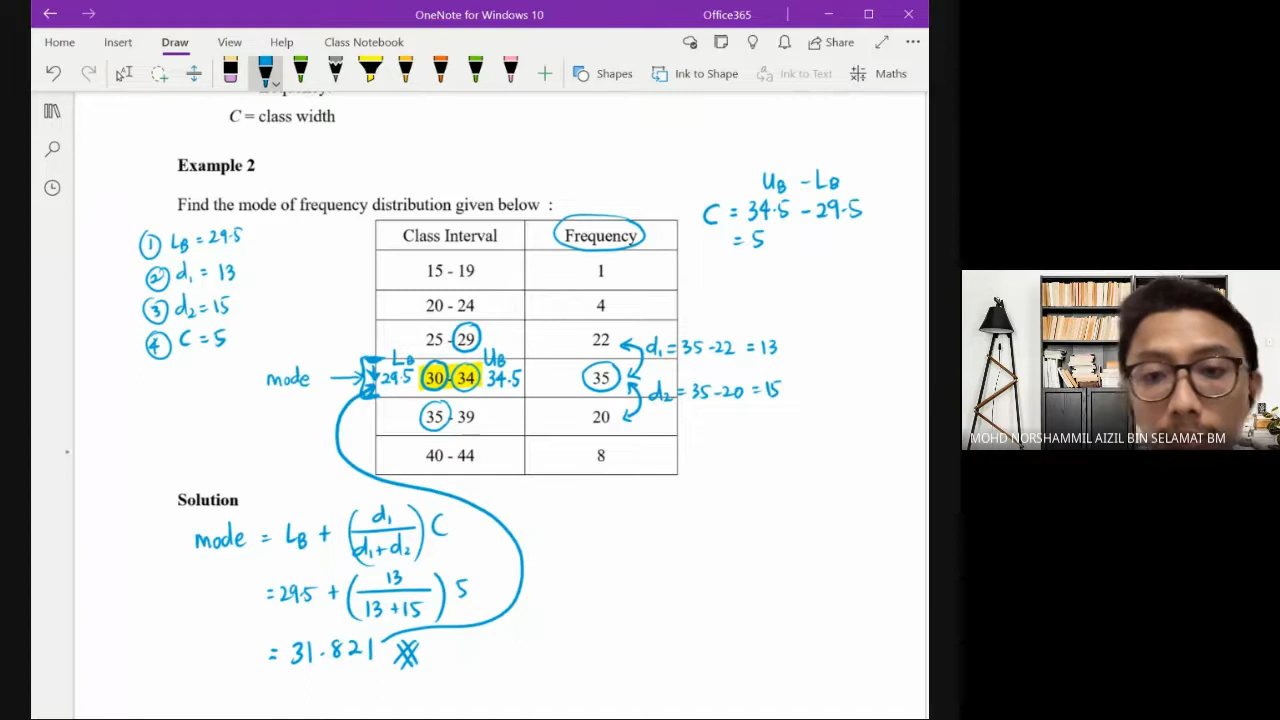 OneNote for Windows 10
Office365
Home Insert Draw View Help Class Notebook
Share
Shapes
Ink to Shape
Ink to Text
Maths
C = class width
Example 2
Find the mode of frequency distribution given below :
① LB = 29.5
② d1 = 13
③ d2 = 15
④ C = 5
Class Interval Frequency
15 - 19 1
20 - 24 4
25 - 29 22
LB UB
mode 29.5 30 - 34 34.5 35
35 - 39 20
40 - 44 8
d1 = 35 - 22 = 13
d2 = 35 - 20 = 15
UB - LB
C = 34.5 - 29.5
= 5
Solution
mode = LB + (d1 / d1 + d2) C
= 29.5 + (13 / 13 + 15) 5
= 31.821
MOHD NORSHAMMIL AIZIL BIN SELAMAT BM